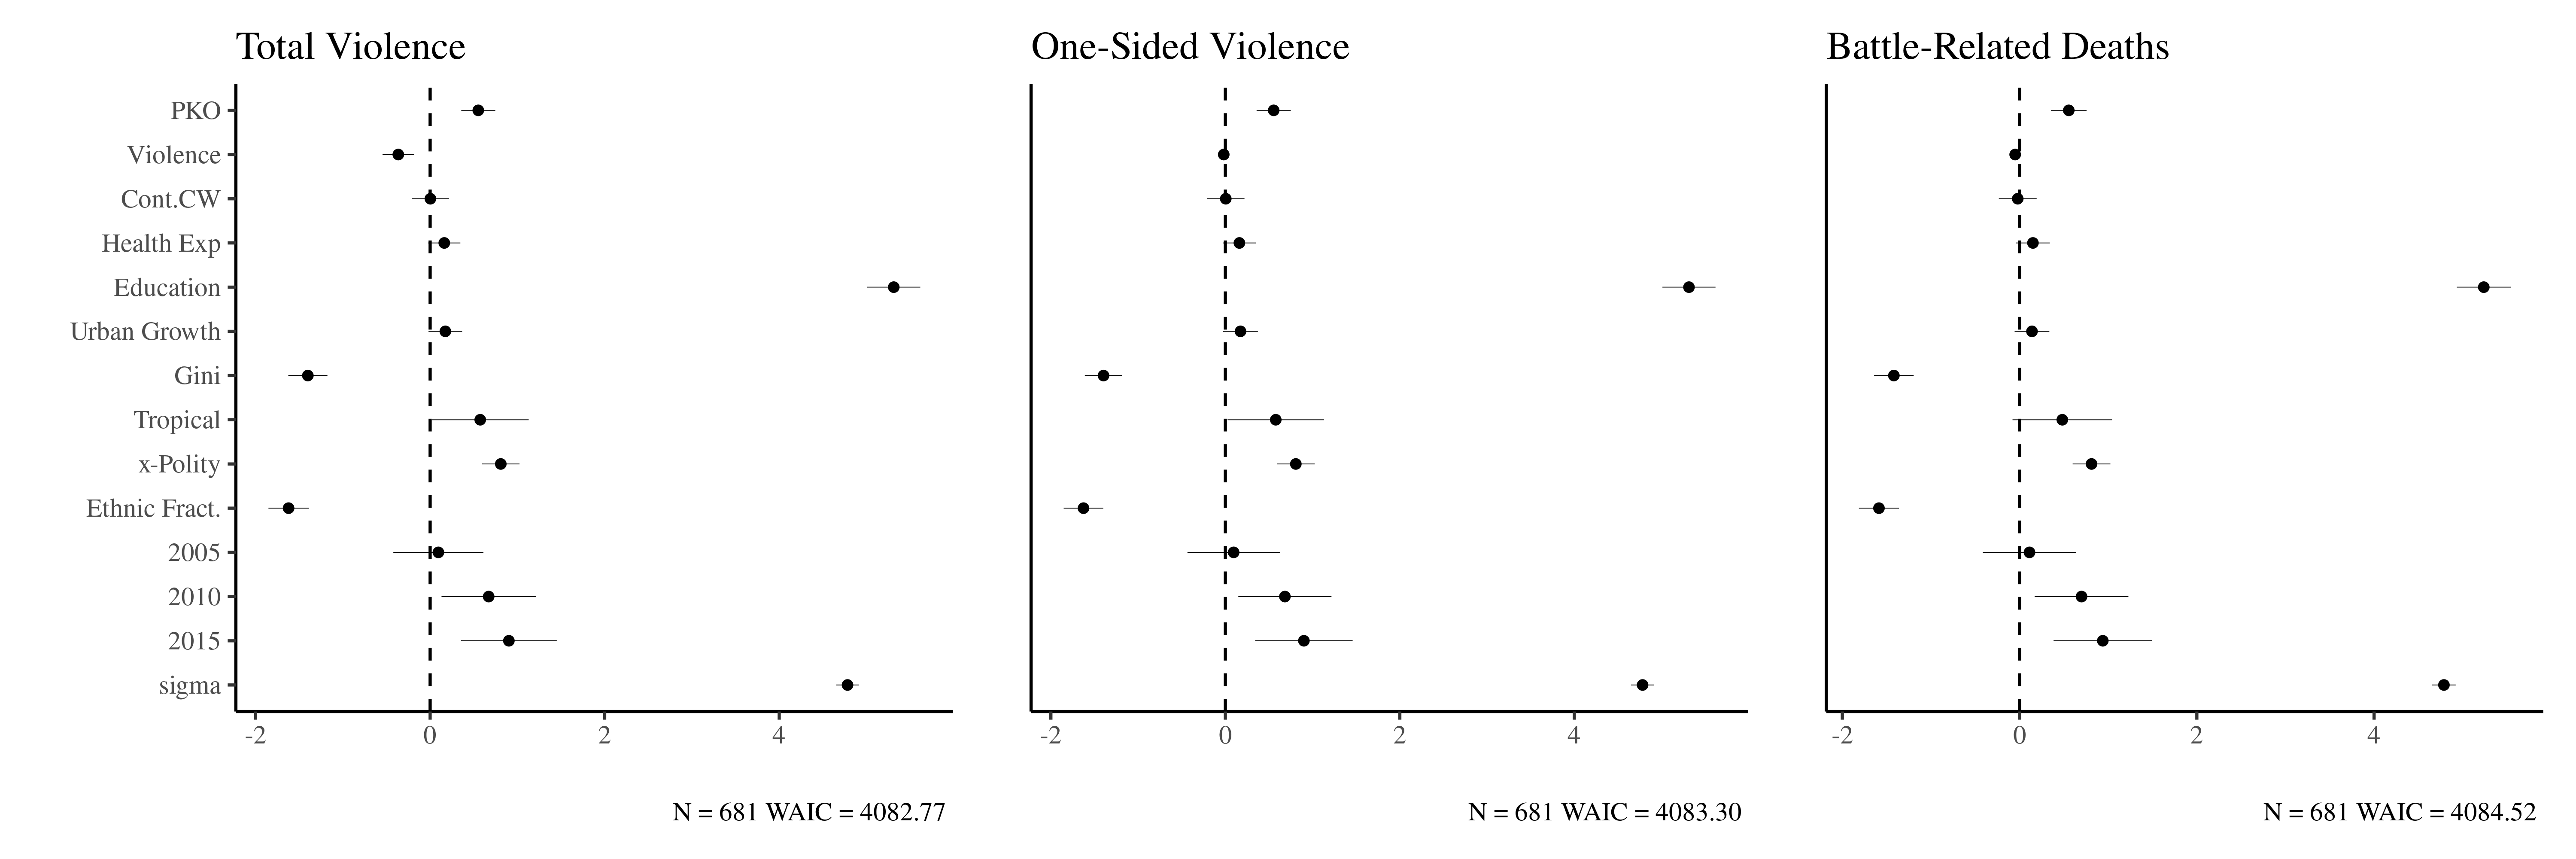 Total Violence
One-Sided Violence
Battle-Related Deaths
PKO
Violence
Cont.CW
Health Exp
Education
Urban Growth
Gini
Tropical
x-Polity
Ethnic Fract.
2005
2010
2015
sigma
-2 0 2 4
-2 0 2 4
-2 0 2 4
N = 681 WAIC = 4082.77
N = 681 WAIC = 4083.30
N = 681 WAIC = 4084.52